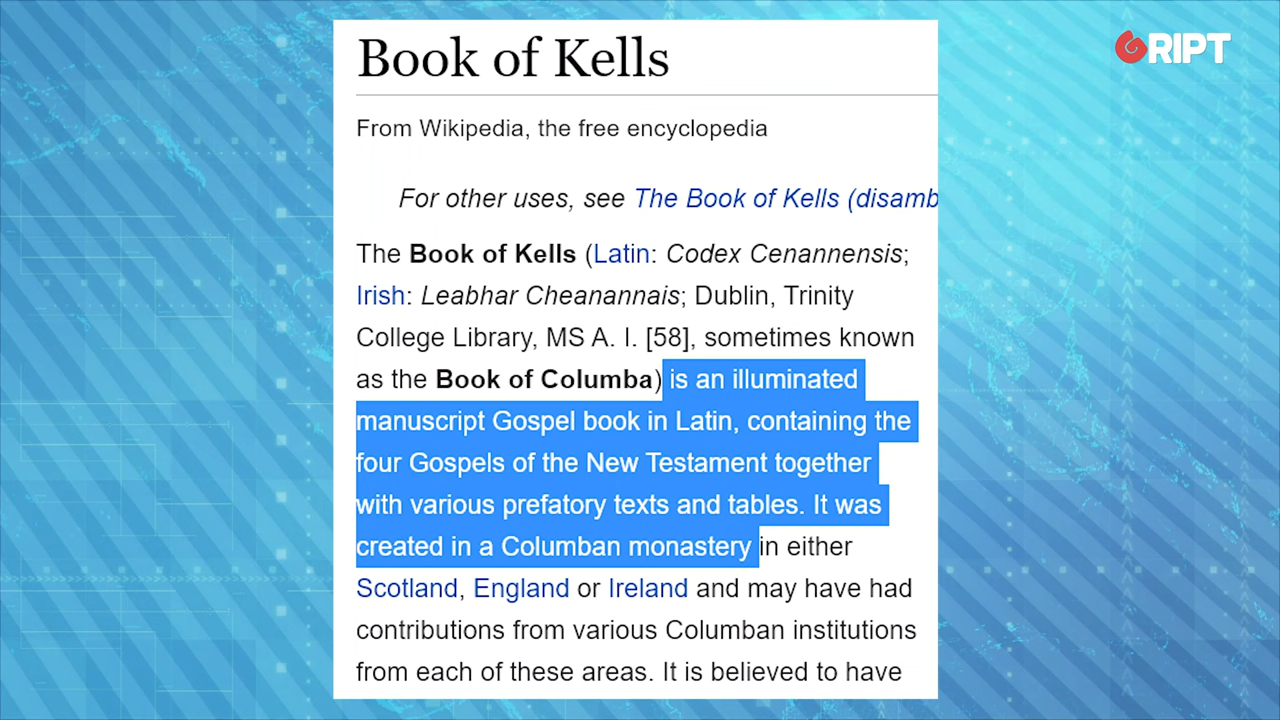 GRIPT
Book of Kells
From Wikipedia, the free encyclopedia
For other uses, see The Book of Kells (disamb
The Book of Kells (Latin: Codex Cenannensis;
Irish: Leabhar Cheanannais; Dublin, Trinity
College Library, MS A. I. [58], sometimes known
as the Book of Columba) is an illuminated
manuscript Gospel book in Latin, containing the
four Gospels of the New Testament together
with various prefatory texts and tables. It was
created in a Columban monastery in either
Scotland, England or Ireland and may have had
contributions from various Columban institutions
from each of these areas. It is believed to have